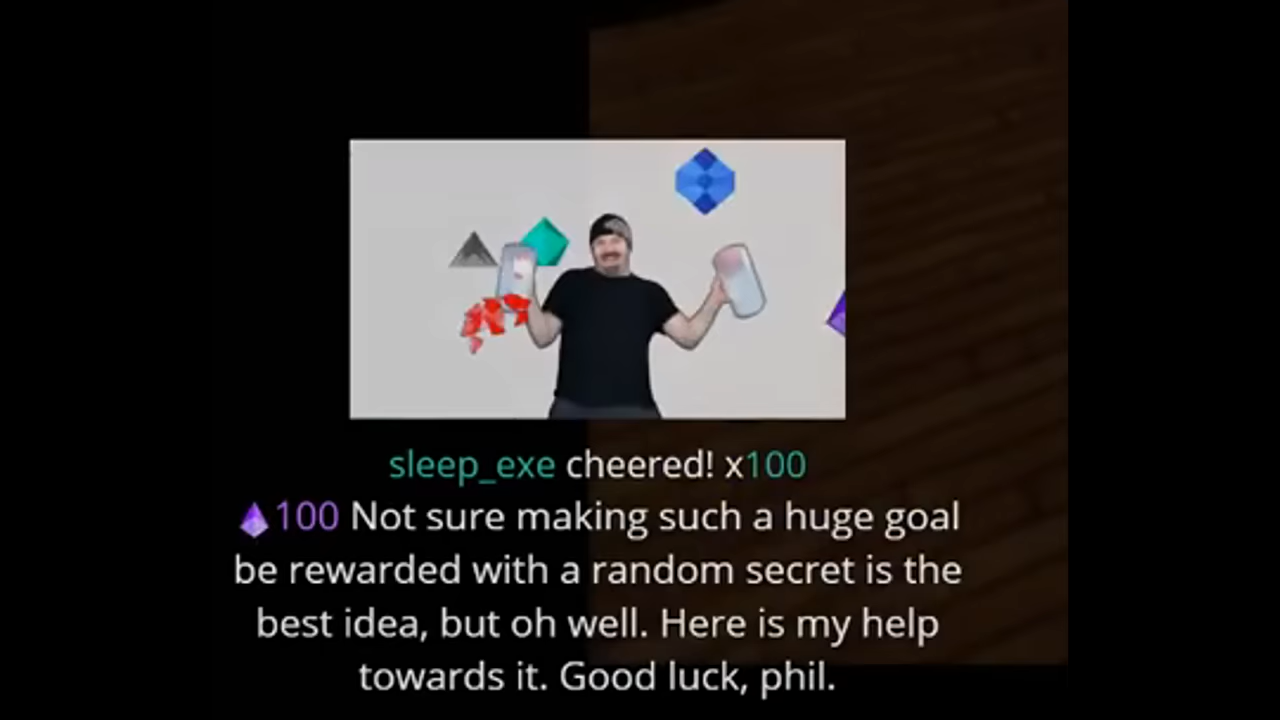 sleep_exe cheered! x100
100 Not sure making such a huge goal
be rewarded with a random secret is the
best idea, but oh well. Here is my help
towards it. Good luck, phil.